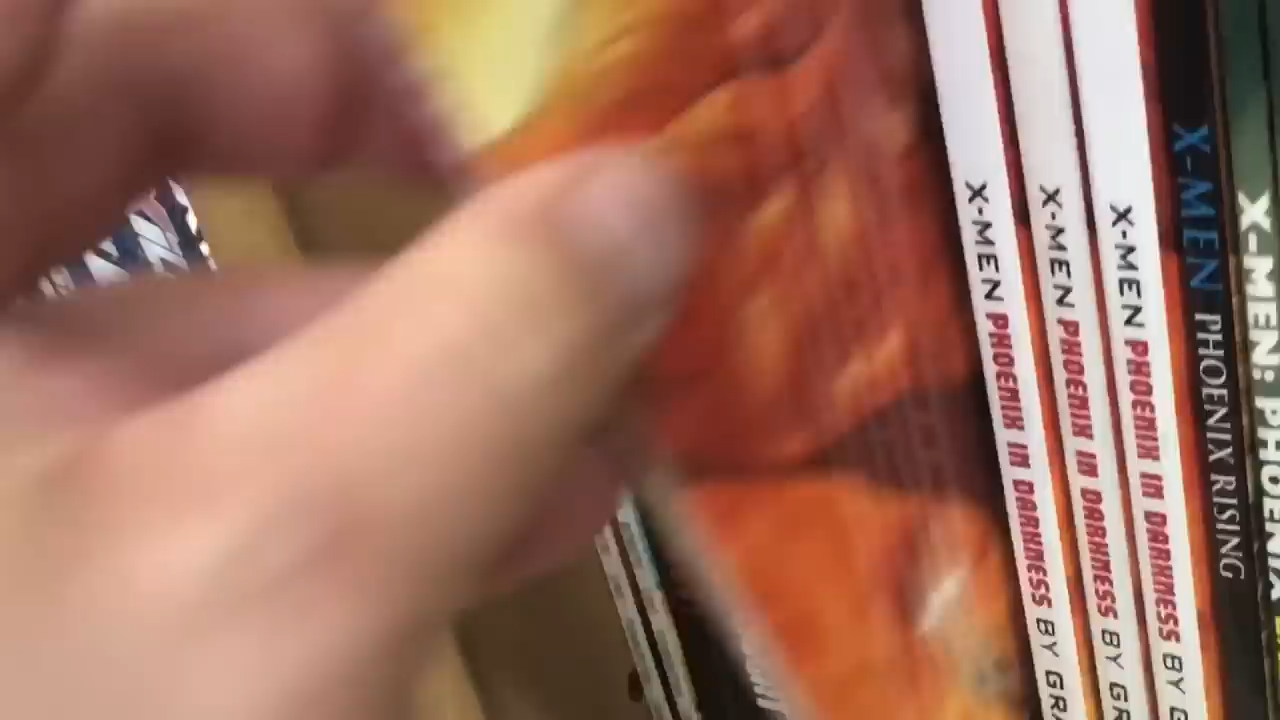 X-MEN PHOENIX IN DARKNESS BY GRA
X-MEN PHOENIX IN DARKNESS BY GR
X-MEN PHOENIX IN DARKNESS BY G
X-MEN PHOENIX RISING
X-MEN: PHOENIX